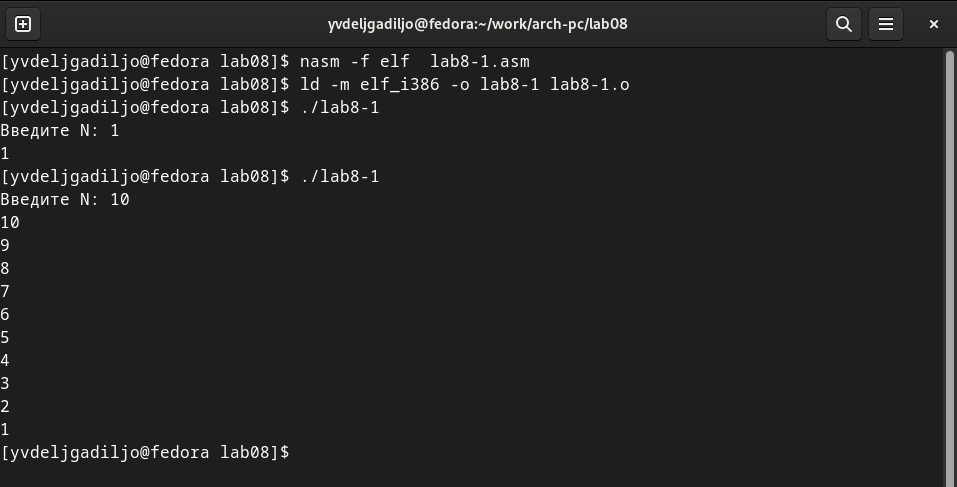 yvdeljgadiljo@fedora:~/work/arch-pc/lab08
[yvdeljgadiljo@fedora lab08]$ nasm -f elf  lab8-1.asm
[yvdeljgadiljo@fedora lab08]$ ld -m elf_i386 -o lab8-1 lab8-1.o
[yvdeljgadiljo@fedora lab08]$ ./lab8-1
Введите N: 1
1
[yvdeljgadiljo@fedora lab08]$ ./lab8-1
Введите N: 10
10
9
8
7
6
5
4
3
2
1
[yvdeljgadiljo@fedora lab08]$